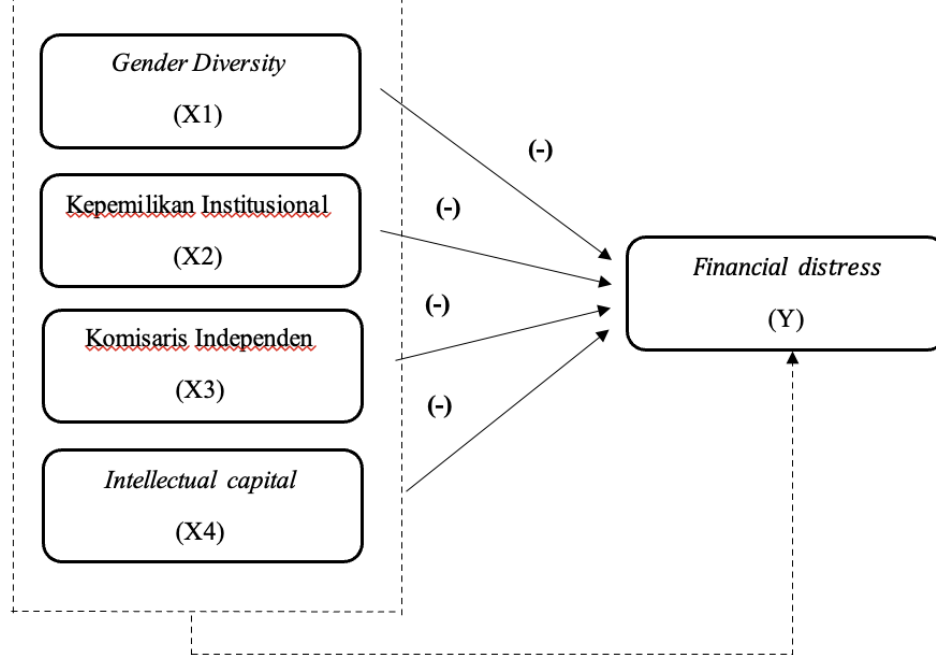 Gender Diversity
(X1)
(-)
Kepemilikan Institusional
(X2)
(-)
Financial distress
(Y)
Komisaris Independen
(X3)
(-)
Intellectual capital
(X4)
(-)